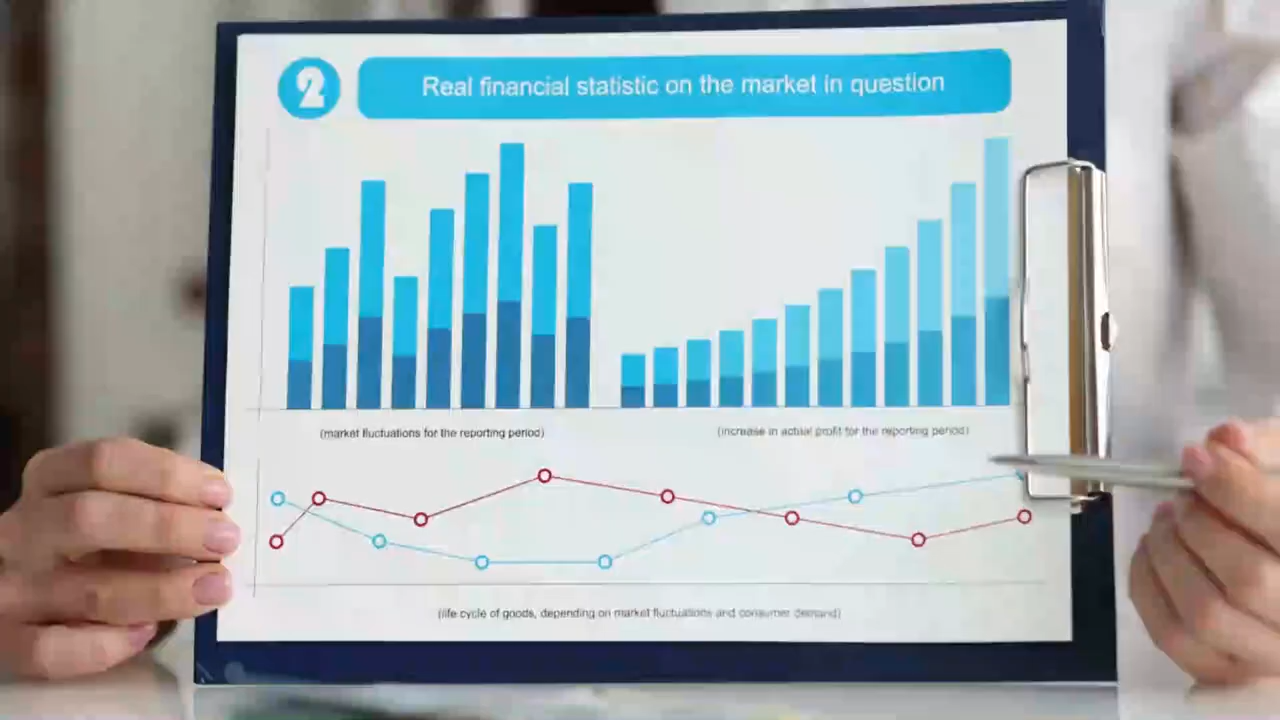 2
Real financial statistic on the market in question
(market fluctuations for the reporting period)
(increase in actual profit for the reporting period)
(life cycle of goods, depending on market fluctuations and consumer demand)